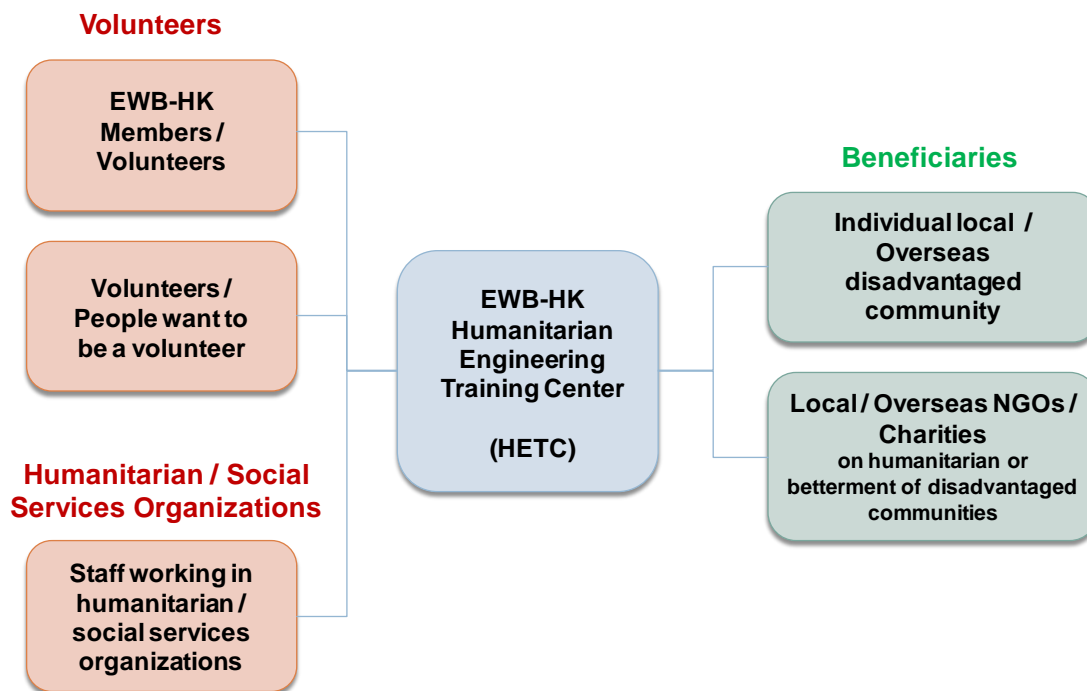 Volunteers
EWB-HK
Members /
Volunteers
Volunteers /
People want to
be a volunteer
Humanitarian / Social
Services Organizations
Staff working in
humanitarian /
social services
organizations
EWB-HK
Humanitarian
Engineering
Training Center
(HETC)
Beneficiaries
Individual local /
Overseas
disadvantaged
community
Local / Overseas NGOs /
Charities
on humanitarian or
betterment of disadvantaged
communities